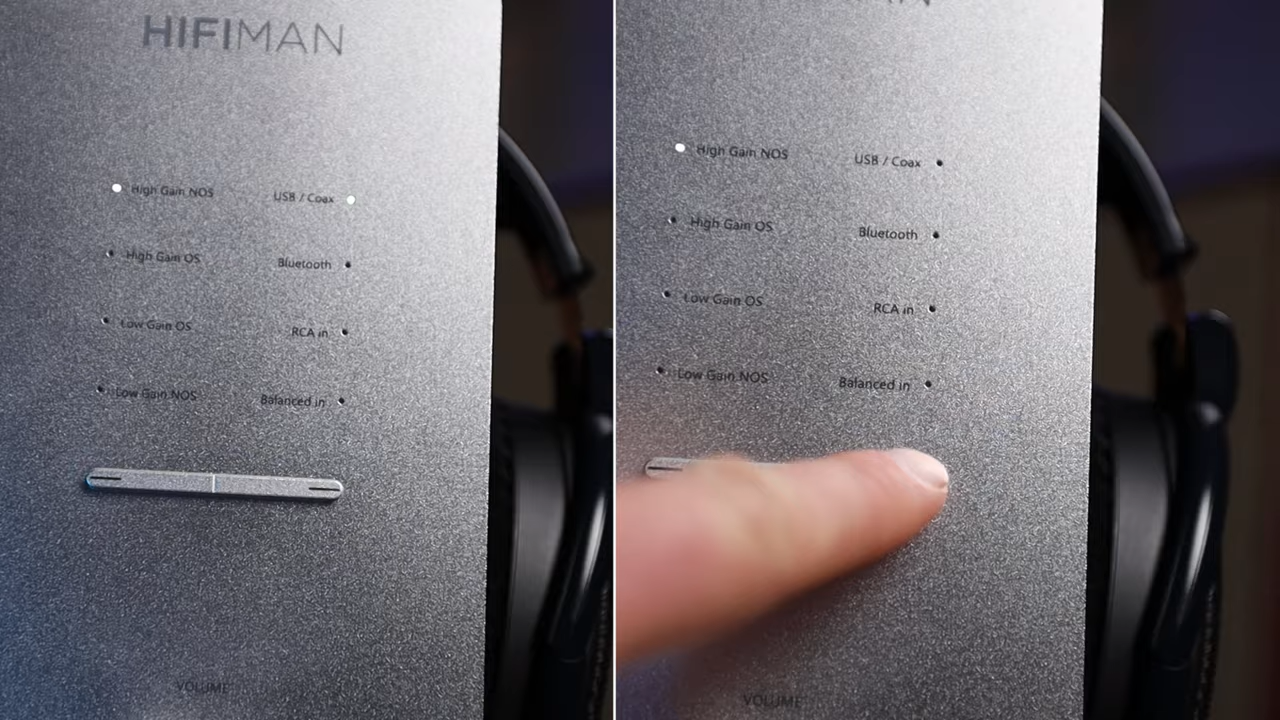 HIFIMAN
High Gain NOS
USB / Coax
High Gain OS
Bluetooth
Low Gain OS
RCA in
Low Gain NOS
Balanced in
VOLUME
High Gain NOS
USB / Coax
High Gain OS
Bluetooth
Low Gain OS
RCA in
Low Gain NOS
Balanced in
VOLUME